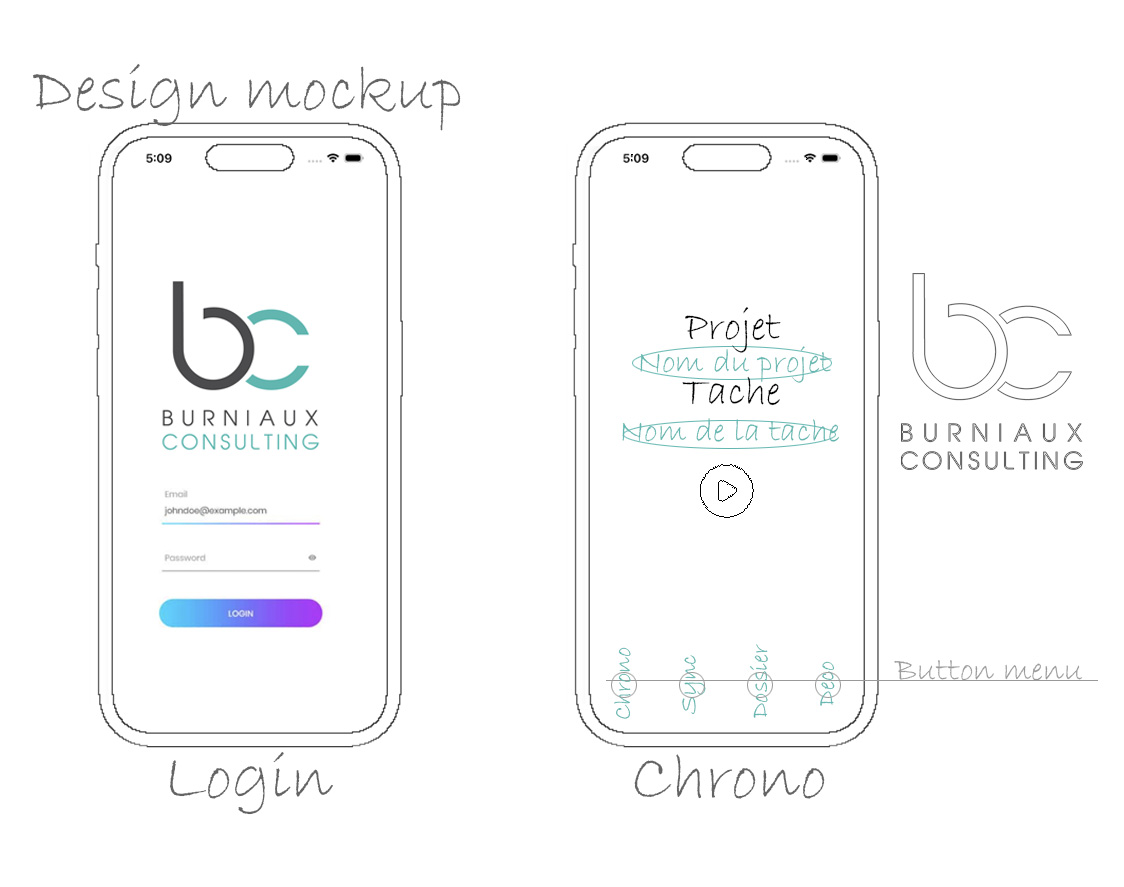 Design mockup
5:09
BURNIAUX
CONSULTING
Email
johndoe@example.com
Password
LOGIN
Login
5:09
Projet
Nom du projet
Tache
Nom de la tache
Chrono
Sync
Dossier
Deco
Chrono
bc
BURNIAUX
CONSULTING
Button menu